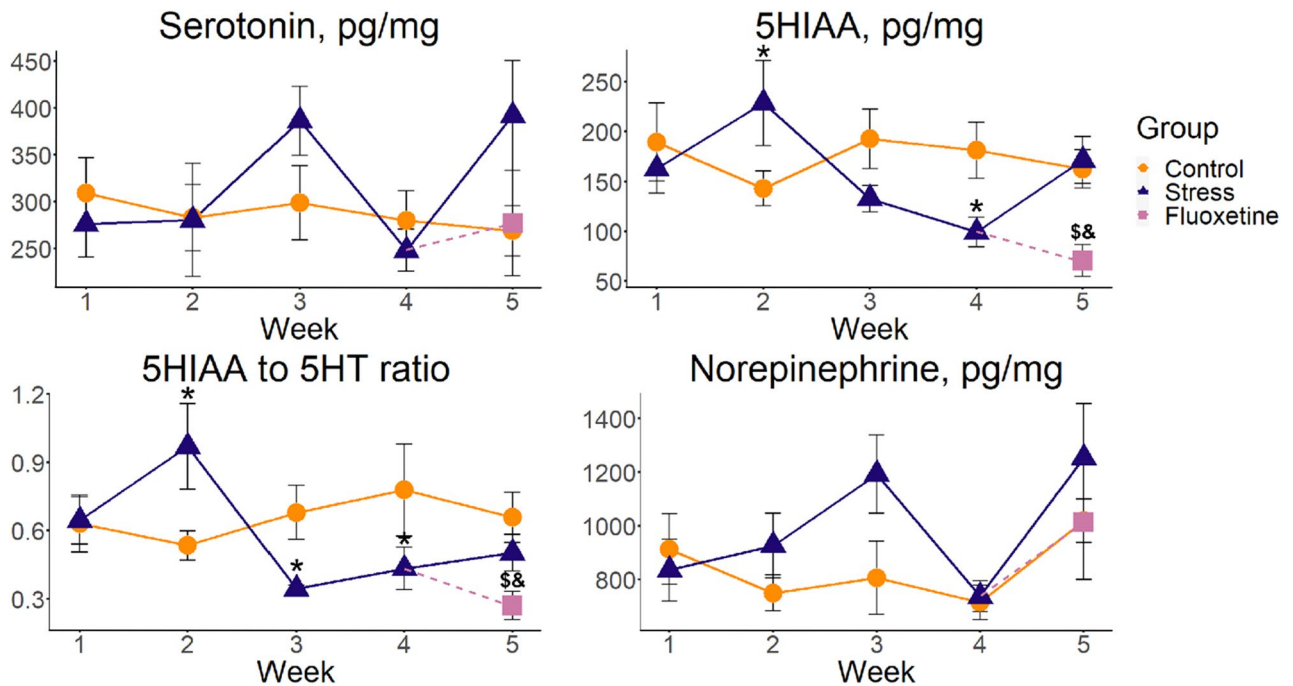 Serotonin, pg/mg
450
400
350
300
250
1 2 3 4 5
Week
5HIAA, pg/mg
250
200
150
100
50
*
*
$&
1 2 3 4 5
Week
Group
Control
Stress
Fluoxetine
5HIAA to 5HT ratio
1.2
0.9
0.6
0.3
*
*
*
$&
1 2 3 4 5
Week
Norepinephrine, pg/mg
1400
1200
1000
800
1 2 3 4 5
Week